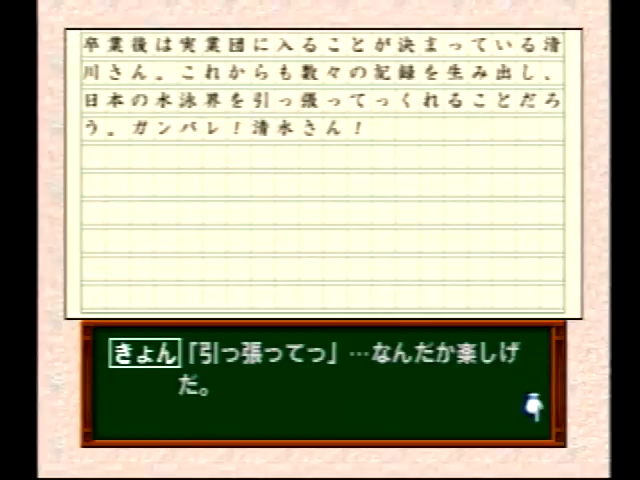 卒業後は実業団に入ることが決まっている清
川さん。これからも数々の記録を生み出し、
日本の水泳界を引っ張ってっくれることだろ
う。ガンバレ！清水さん！
きょん「引っ張ってっ」…なんだか楽しげ
だ。